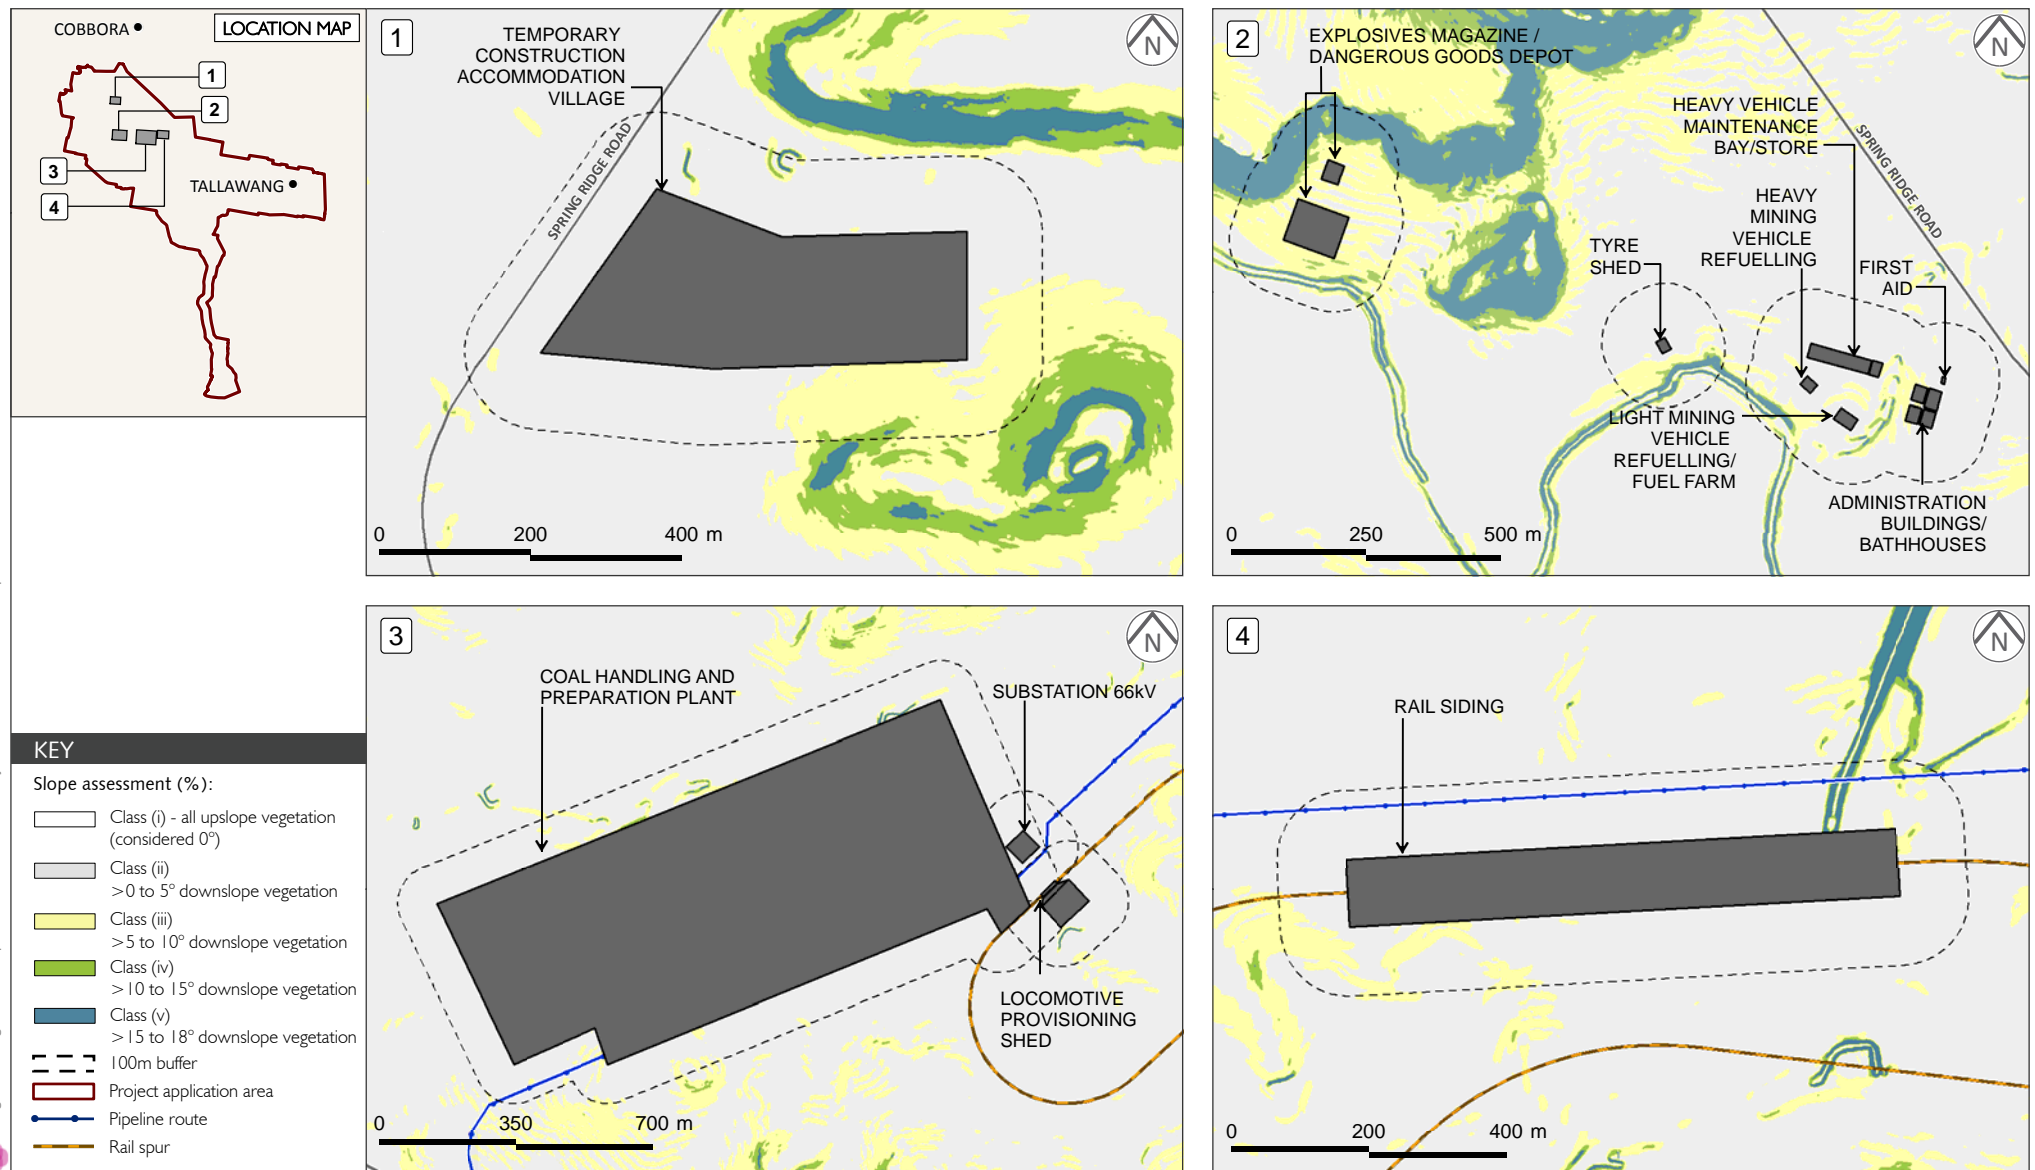 COBBORA
LOCATION MAP
1
2
3
4
TALLAWANG
1
TEMPORARY
CONSTRUCTION
ACCOMMODATION
VILLAGE
SPRING RIDGE ROAD
N
0 200 400 m
2
EXPLOSIVES MAGAZINE /
DANGEROUS GOODS DEPOT
HEAVY VEHICLE
MAINTENANCE
BAY/STORE
SPRING RIDGE ROAD
HEAVY
MINING
VEHICLE
REFUELLING
TYRE
SHED
FIRST
AID
LIGHT MINING
VEHICLE
REFUELLING/
FUEL FARM
ADMINISTRATION
BUILDINGS/
BATHHOUSES
N
0 250 500 m
3
COAL HANDLING AND
PREPARATION PLANT
SUBSTATION 66kV
LOCOMOTIVE
PROVISIONING
SHED
N
0 350 700 m
4
RAIL SIDING
N
0 200 400 m
KEY
Slope assessment (%):
Class (i) - all upslope vegetation
(considered 0º)
Class (ii)
>0 to 5º downslope vegetation
Class (iii)
>5 to 10º downslope vegetation
Class (iv)
>10 to 15º downslope vegetation
Class (v)
>15 to 18º downslope vegetation
100m buffer
Project application area
Pipeline route
Rail spur